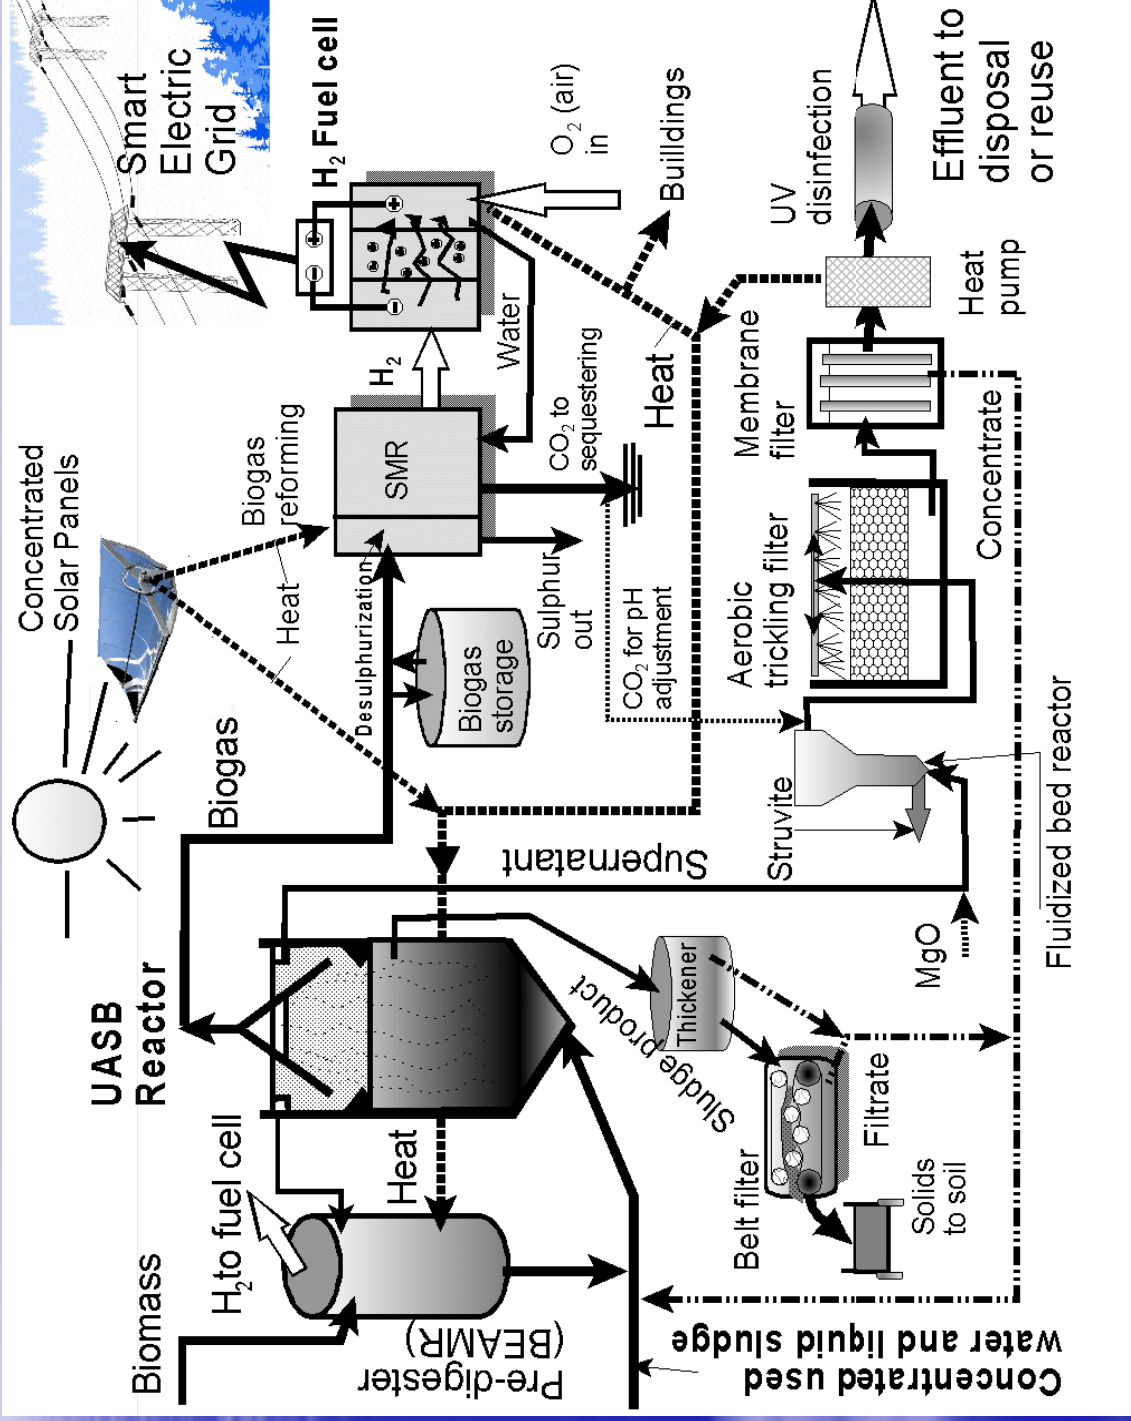 Concentrated
Solar Panels
Smart
Electric
Grid
H2 Fuel cell
O2 (air)
in
Builldings
UV
disinfection
Effluent to
disposal
or reuse
Heat
pump
Membrane
filter
Concentrate
Heat
Water
H2
SMR
CO2 to
sequestering
Biogas
reforming
Heat
Desulphurization
Biogas
storage
Sulphur
out
CO2 for pH
adjustment
Aerobic
trickling filter
Biogas
Struvite
Fluidized bed reactor
MgO
Supernatant
UASB
Reactor
Sludge product
Thickener
Filtrate
Belt filter
Solids
to soil
Heat
H2to fuel cell
Biomass
Pre-digester
(BEAMR)
Concentrated used
water and liquid sludge